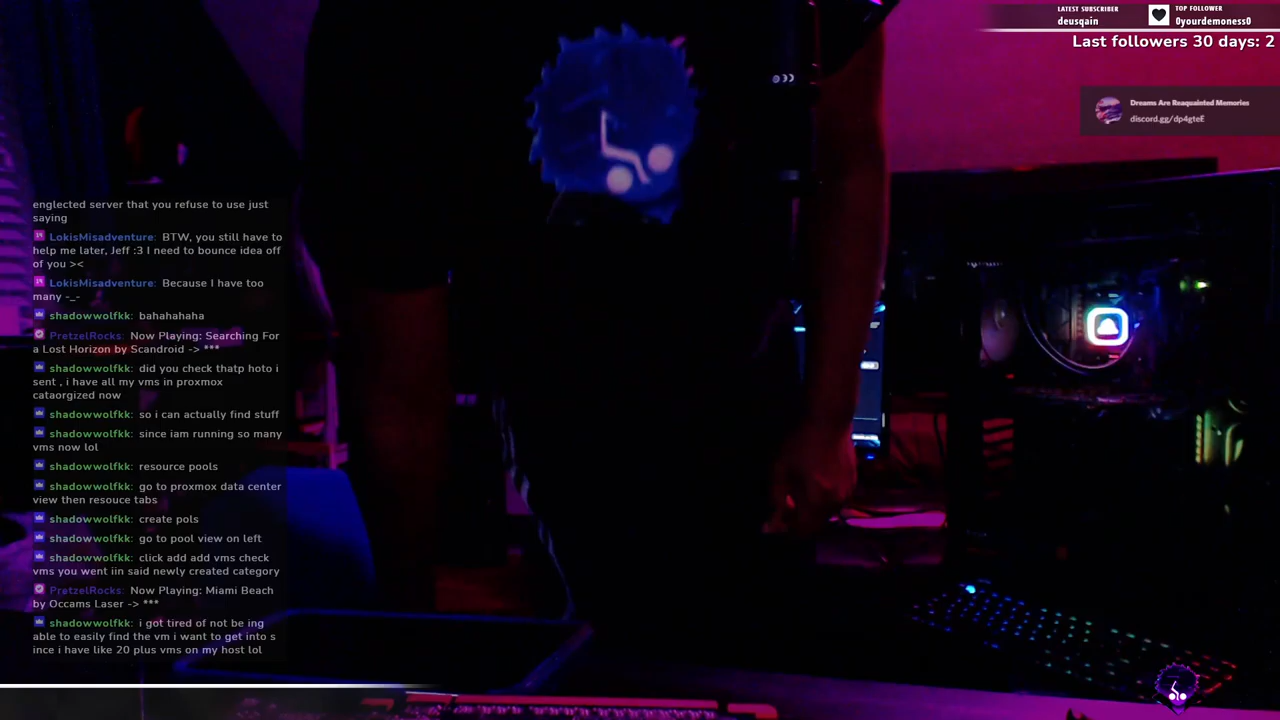 LATEST SUBSCRIBER
deusqain
TOP FOLLOWER
0yourdemoness0
Last followers 30 days: 2
Dreams Are Reaquainted Memories
discord.gg/dp4gteE
englected server that you refuse to use just
saying
LokisMisadventure: BTW, you still have to
help me later, Jeff :3 I need to bounce idea off
of you ><
LokisMisadventure: Because I have too
many -_-
shadowwolfkk: bahahahaha
PretzelRocks: Now Playing: Searching For
a Lost Horizon by Scandroid -> ***
shadowwolfkk: did you check thatp hoto i
sent , i have all my vms in proxmox
cataorgized now
shadowwolfkk: so i can actually find stuff
shadowwolfkk: since iam running so many
vms now lol
shadowwolfkk: resource pools
shadowwolfkk: go to proxmox data center
view then resouce tabs
shadowwolfkk: create pols
shadowwolfkk: go to pool view on left
shadowwolfkk: click add add vms check
vms you went iin said newly created category
PretzelRocks: Now Playing: Miami Beach
by Occams Laser -> ***
shadowwolfkk: i got tired of not be ing
able to easily find the vm i want to get into s
ince i have like 20 plus vms on my host lol